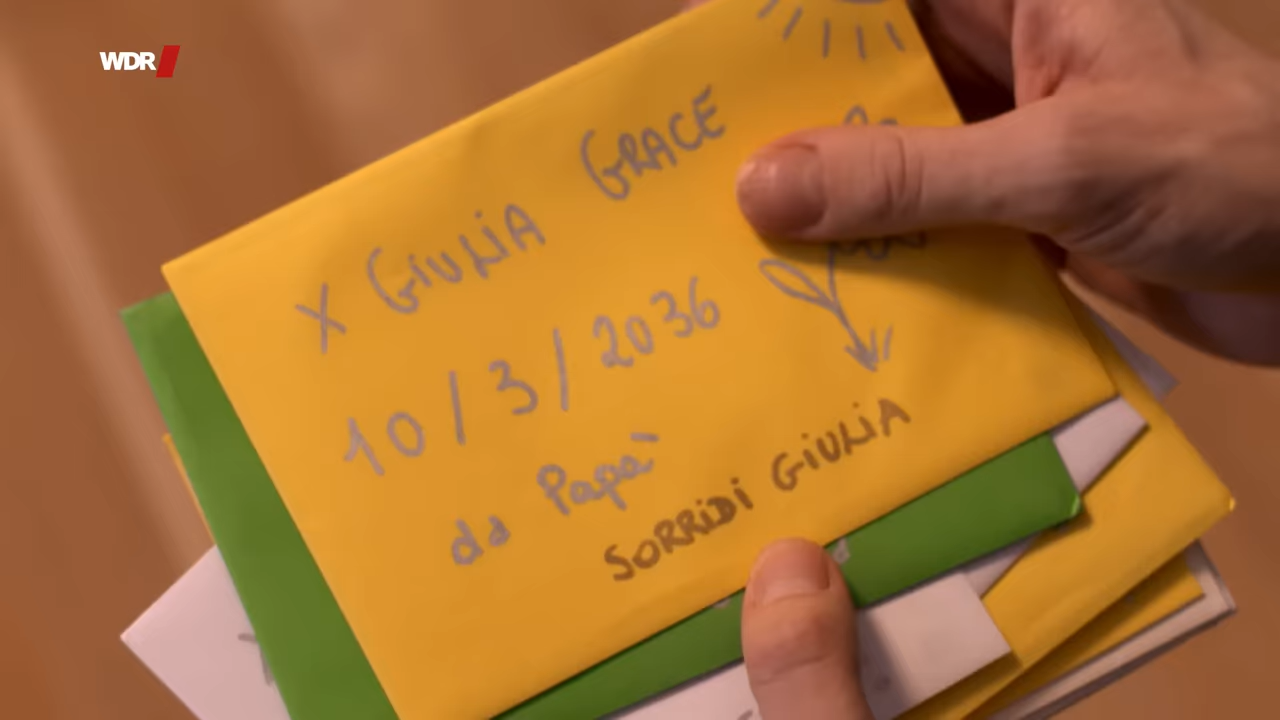 WDR
X GIULIA GRACE
10/3/2036
da Papà
SORRIDI GIULIA